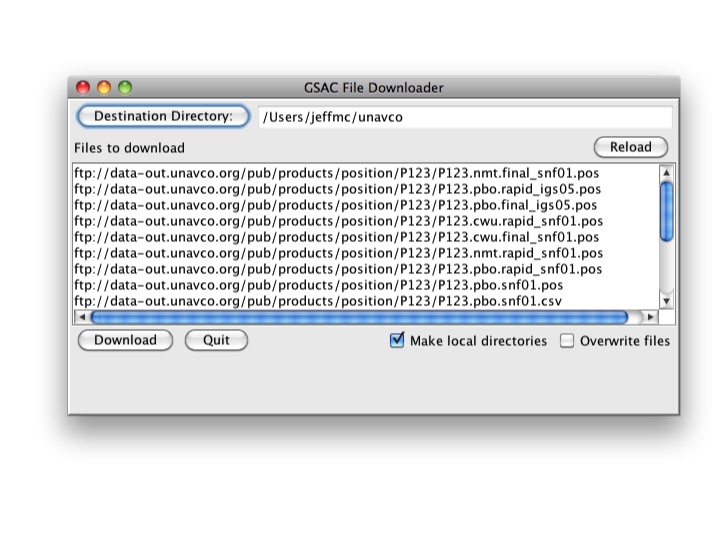 GSAC File Downloader
Destination Directory: /Users/jeffmc/unavco
Files to download Reload
ftp://data-out.unavco.org/pub/products/position/P123/P123.nmt.final_snf01.pos
ftp://data-out.unavco.org/pub/products/position/P123/P123.pbo.rapid_igs05.pos
ftp://data-out.unavco.org/pub/products/position/P123/P123.pbo.final_igs05.pos
ftp://data-out.unavco.org/pub/products/position/P123/P123.cwu.rapid_snf01.pos
ftp://data-out.unavco.org/pub/products/position/P123/P123.cwu.final_snf01.pos
ftp://data-out.unavco.org/pub/products/position/P123/P123.nmt.rapid_snf01.pos
ftp://data-out.unavco.org/pub/products/position/P123/P123.pbo.rapid_snf01.pos
ftp://data-out.unavco.org/pub/products/position/P123/P123.pbo.snf01.pos
ftp://data-out.unavco.org/pub/products/position/P123/P123.pbo.snf01.csv
Download Quit Make local directories Overwrite files